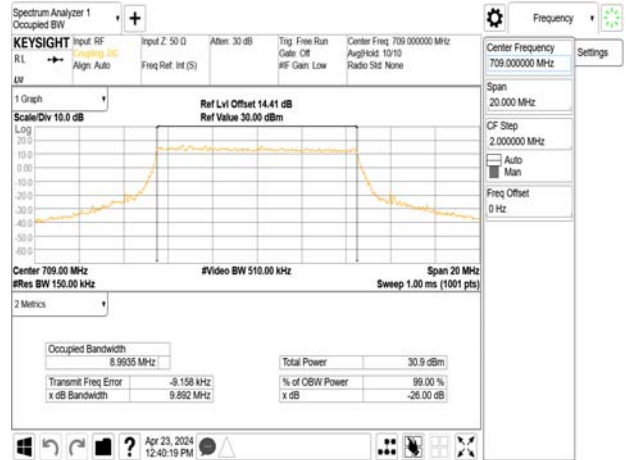 Spectrum Analyzer 1
Occupied BW
Frequency
KEYSIGHT Input: RF Input Z: 50 Ω Atten: 30 dB Trig: Free Run Center Freq: 709.000000 MHz
RL Coupling: DC Gate: Off Avg|Hold: 10/10
Align: Auto Freq Ref: Int (S) #IF Gain: Low Radio Std: None
Center Frequency
709.000000 MHz
Settings
Span
20.000 MHz
CF Step
2.000000 MHz
Auto
Man
Freq Offset
0 Hz
1 Graph
Ref Lvl Offset 14.41 dB
Scale/Div 10.0 dB Ref Value 30.00 dBm
Log
20.0
10.0
0.00
-10.0
-20.0
-30.0
-40.0
-50.0
-60.0
Center 709.00 MHz #Video BW 510.00 kHz Span 20 MHz
#Res BW 150.00 kHz Sweep 1.00 ms (1001 pts)
2 Metrics
Occupied Bandwidth
8.9935 MHz Total Power 30.9 dBm
Transmit Freq Error -9.158 kHz % of OBW Power 99.00 %
x dB Bandwidth 9.892 MHz x dB -26.00 dB
? Apr 23, 2024
12:40:19 PM